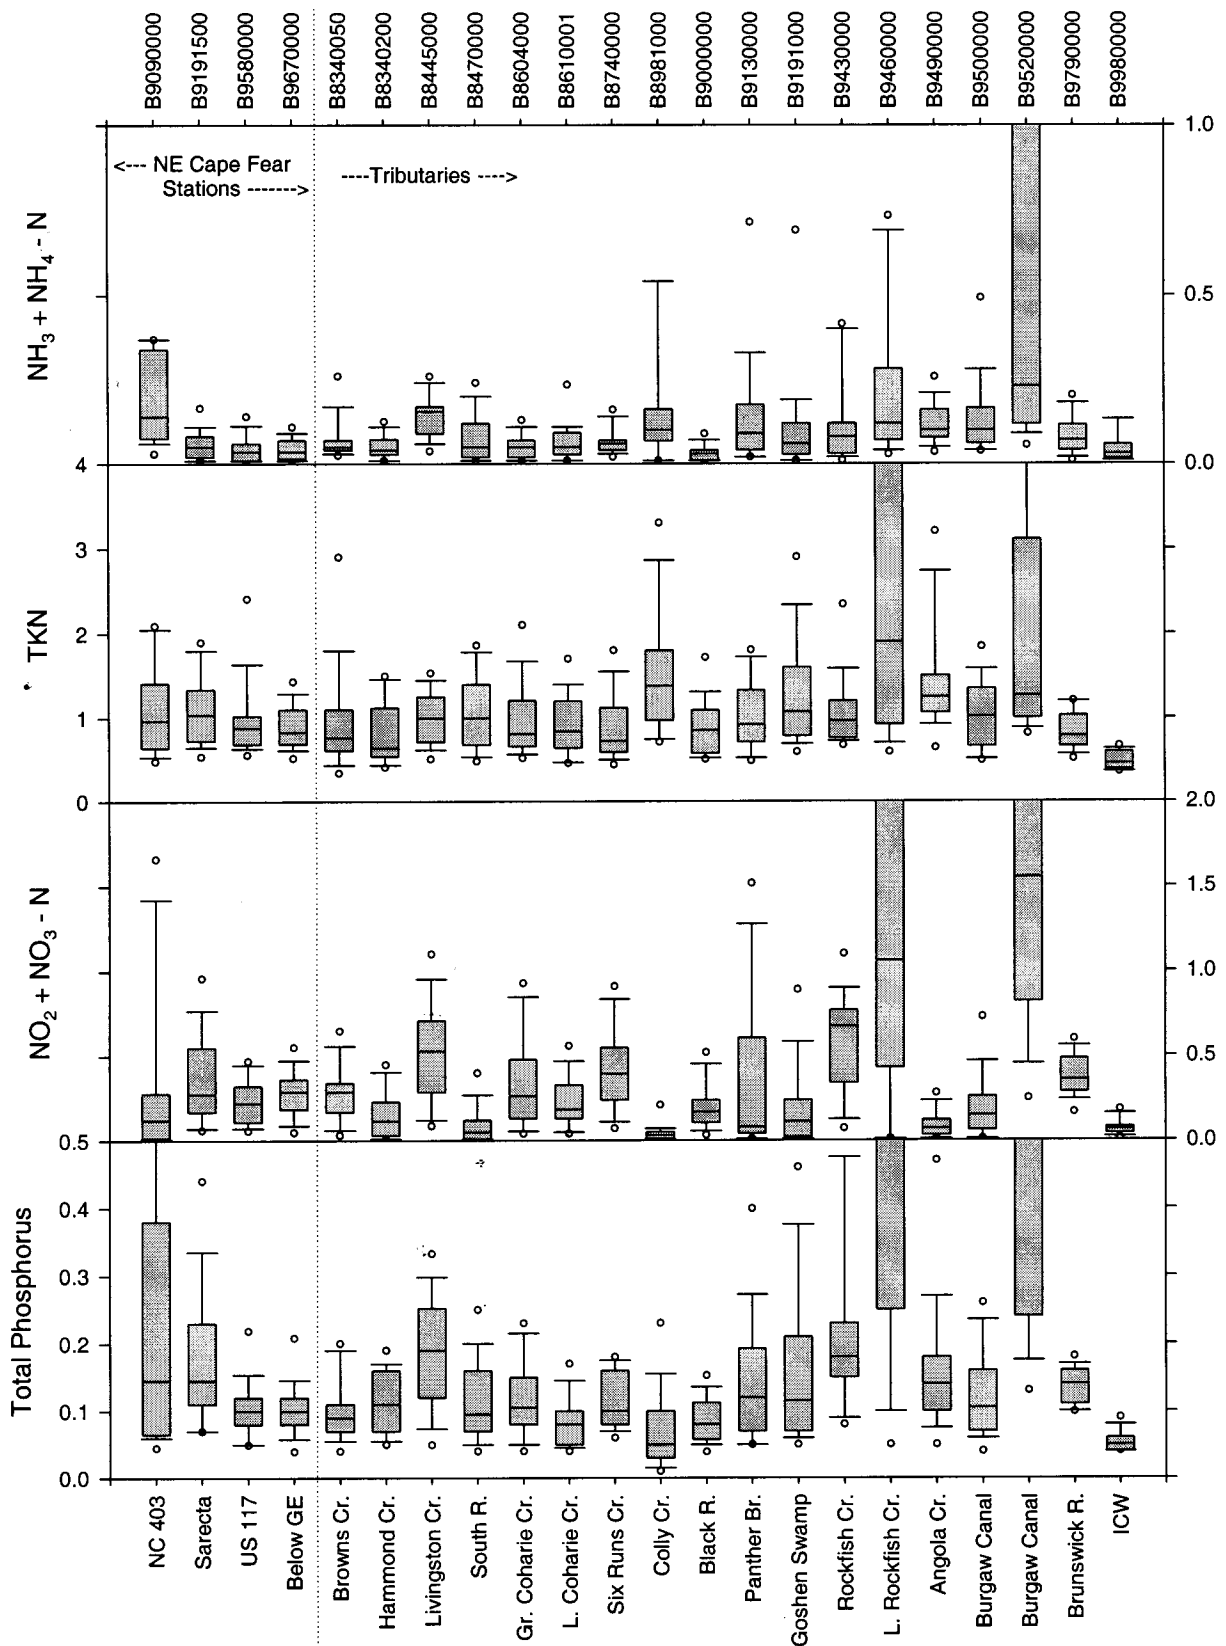 B9090000
B9191500
B9580000
B9670000
B8340050
B8340200
B8445000
B8470000
B8604000
B8610001
B8740000
B8981000
B9000000
B9130000
B9191000
B9430000
B9460000
B9490000
B9500000
B9520000
B9790000
B9980000
<--- NE Cape Fear
Stations ------->
----Tributaries ---->
NH3 + NH4 - N
1.0
0.5
0.0
TKN
4
3
2
1
0
NO2 + NO3 - N
2.0
1.5
1.0
0.5
0.0
Total Phosphorus
0.5
0.4
0.3
0.2
0.1
0.0
NC 403
Sarecta
US 117
Below GE
Browns Cr.
Hammond Cr.
Livingston Cr.
South R.
Gr. Coharie Cr.
L. Coharie Cr.
Six Runs Cr.
Colly Cr.
Black R.
Panther Br.
Goshen Swamp
Rockfish Cr.
L. Rockfish Cr.
Angola Cr.
Burgaw Canal
Burgaw Canal
Brunswick R.
ICW